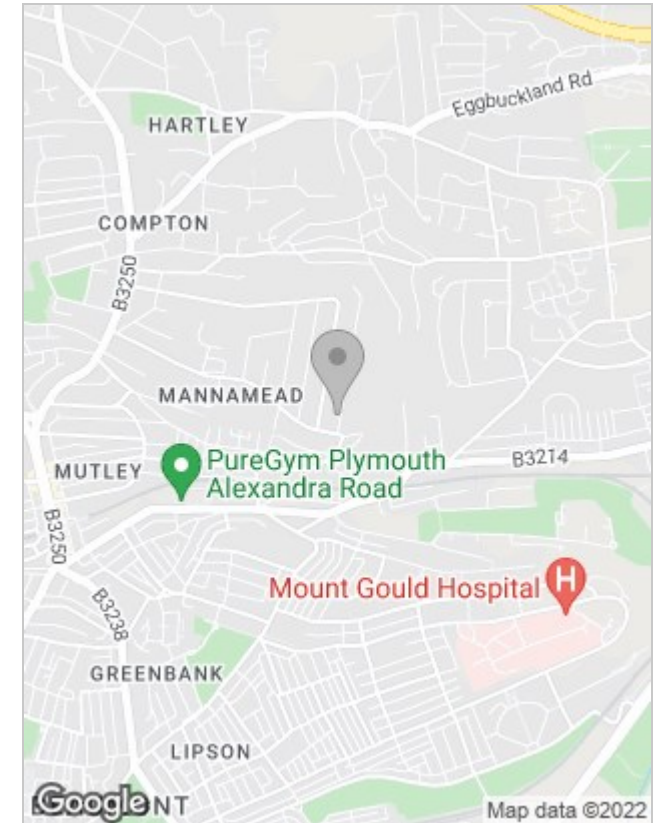 Eggbuckland Rd
HARTLEY
COMPTON
B3250
MANNAMEAD
PureGym Plymouth
Alexandra Road
B3214
MUTLEY
B3250
Mount Gould Hospital
H
B3238
GREENBANK
LIPSON
Google
NT
Map data ©2022